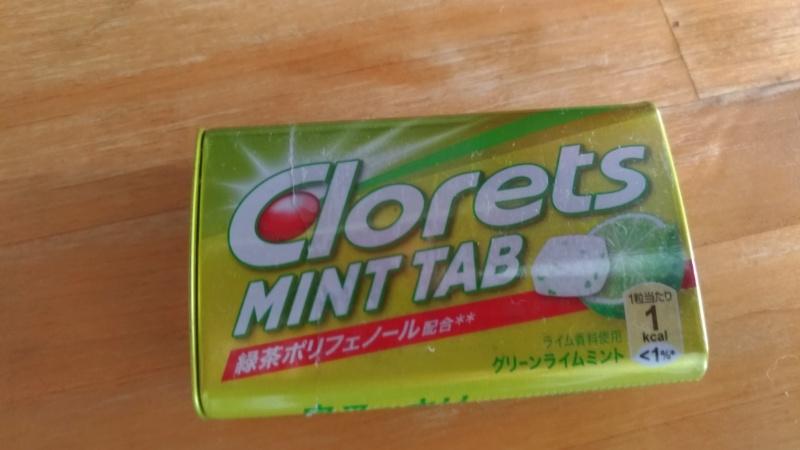 Clorets
MINT TAB
緑茶ポリフェノール配合**
ライム香料使用
グリーンライムミント
1粒当たり
1
kcal
<1%*